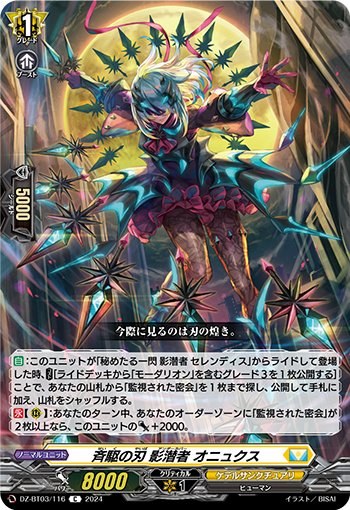 1
グレード
ブースト
シールド
5000
今際に見るのは刃の煌き。
自:このユニットが「秘めたる一閃 影潜者 セレンディス」からライドして登場
した時、[ライドデッキから「モーダリオン」を含むグレード3を1枚公開する]
ことで、あなたの山札から「監視された密会」を1枚まで探し、公開して手札に
加え、山札をシャッフルする。
永:あなたのターン中、あなたのオーダーゾーンに「監視された密会」が
2枚以上なら、このユニットの+2000。
ノーマルユニット
斉駆の刃 影潜者 オニュクス
パワー
8000
クリティカル
1
ケテルサンクチュアリ
ヒューマン
DZ-BT03/116 C 2024
イラスト/BISAI